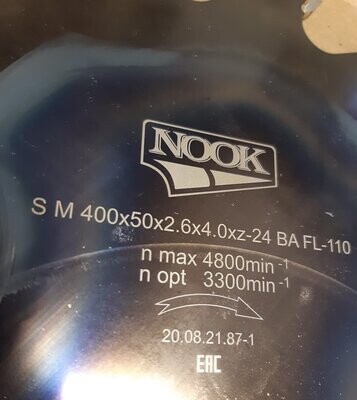 NOOK
S M 400x50x2.6x4.0xz-24 BA FL-110
n max 4800min⁻¹
n opt 3300min⁻¹
20.08.21.87-1
EAC